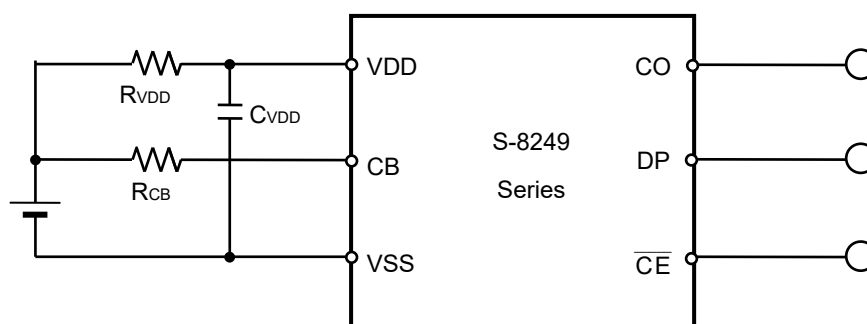 VDD
CO
RVDD
CVDD
S-8249
CB
DP
RCB
Series
VSS
CE